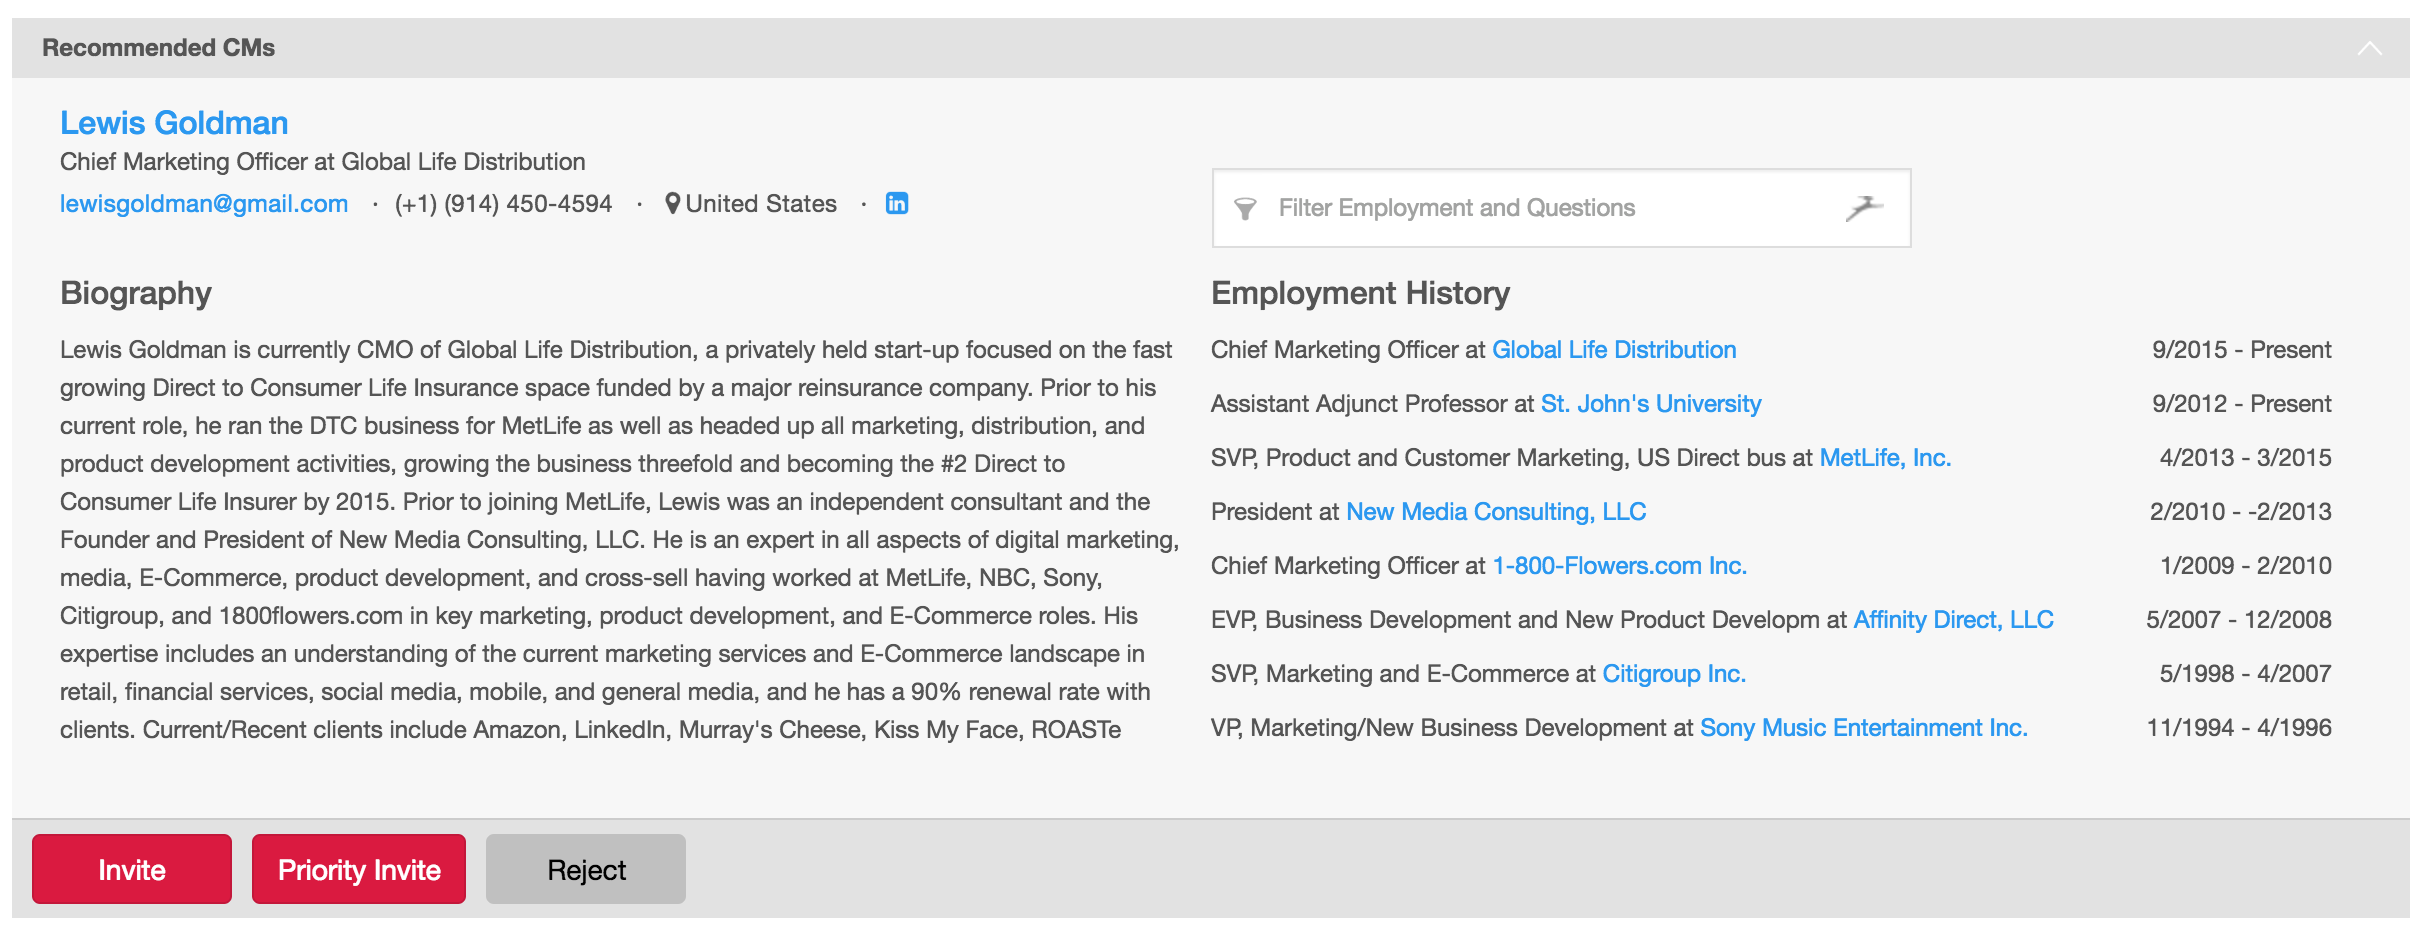 Recommended CMs
Lewis Goldman
Chief Marketing Officer at Global Life Distribution
lewisgoldman@gmail.com · (+1) (914) 450-4594 · United States · in
Filter Employment and Questions
Biography
Lewis Goldman is currently CMO of Global Life Distribution, a privately held start-up focused on the fast
growing Direct to Consumer Life Insurance space funded by a major reinsurance company. Prior to his
current role, he ran the DTC business for MetLife as well as headed up all marketing, distribution, and
product development activities, growing the business threefold and becoming the #2 Direct to
Consumer Life Insurer by 2015. Prior to joining MetLife, Lewis was an independent consultant and the
Founder and President of New Media Consulting, LLC. He is an expert in all aspects of digital marketing,
media, E-Commerce, product development, and cross-sell having worked at MetLife, NBC, Sony,
Citigroup, and 1800flowers.com in key marketing, product development, and E-Commerce roles. His
expertise includes an understanding of the current marketing services and E-Commerce landscape in
retail, financial services, social media, mobile, and general media, and he has a 90% renewal rate with
clients. Current/Recent clients include Amazon, LinkedIn, Murray's Cheese, Kiss My Face, ROASTe
Employment History
Chief Marketing Officer at Global Life Distribution 9/2015 - Present
Assistant Adjunct Professor at St. John's University 9/2012 - Present
SVP, Product and Customer Marketing, US Direct bus at MetLife, Inc. 4/2013 - 3/2015
President at New Media Consulting, LLC 2/2010 - -2/2013
Chief Marketing Officer at 1-800-Flowers.com Inc. 1/2009 - 2/2010
EVP, Business Development and New Product Developm at Affinity Direct, LLC 5/2007 - 12/2008
SVP, Marketing and E-Commerce at Citigroup Inc. 5/1998 - 4/2007
VP, Marketing/New Business Development at Sony Music Entertainment Inc. 11/1994 - 4/1996
Invite
Priority Invite
Reject